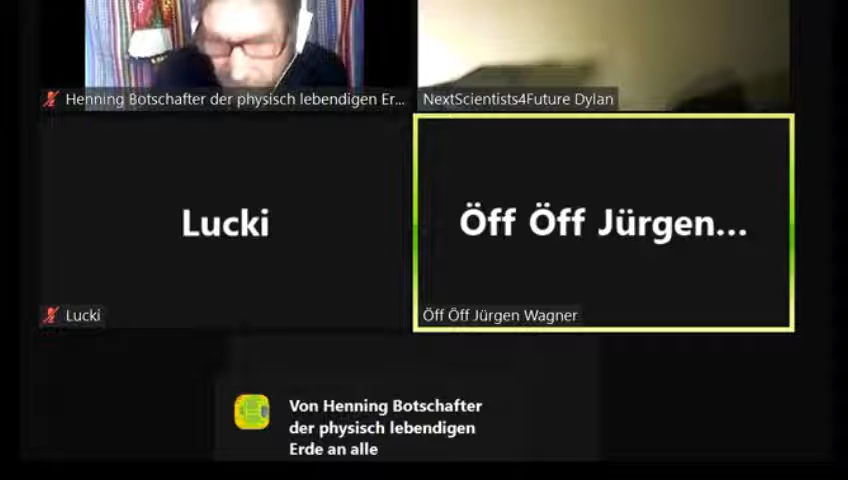 Henning Botschafter der physisch lebendigen Er...
NextScientists4Future Dylan
Lucki
Öff Öff Jürgen...
Lucki
Öff Öff Jürgen Wagner
Von Henning Botschafter
der physisch lebendigen
Erde an alle